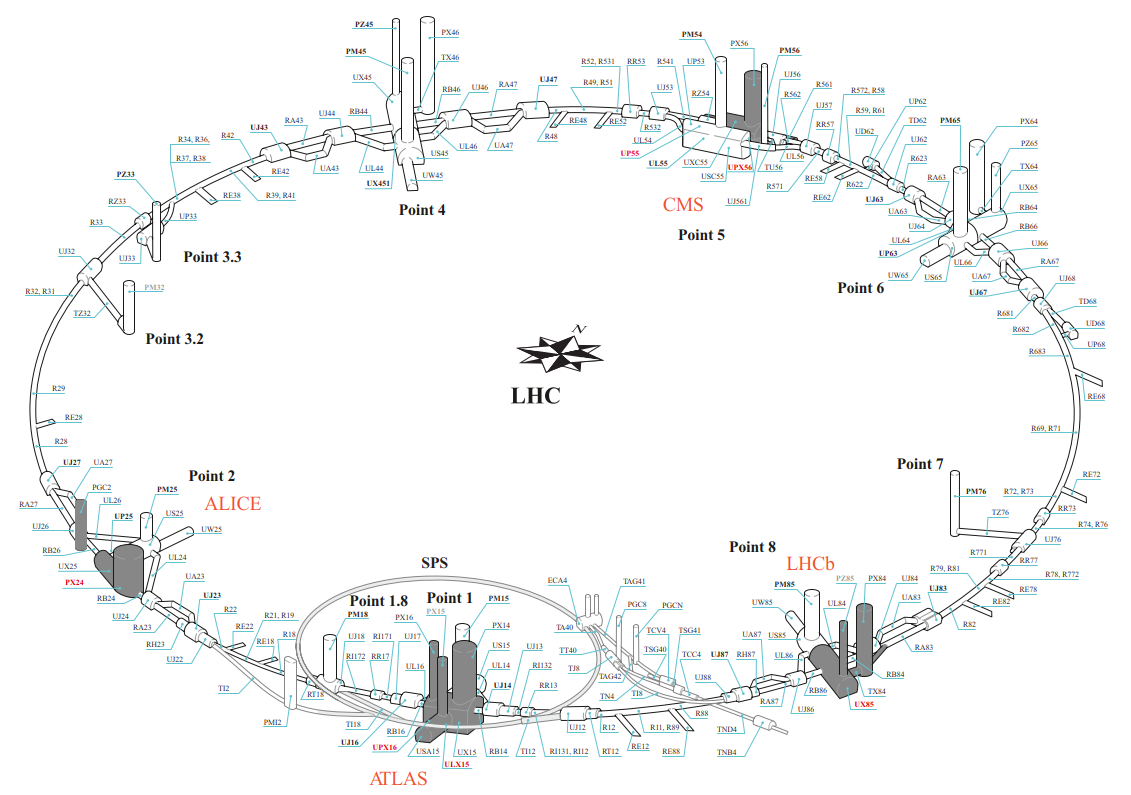 PZ45
PX46
PM45
TX46
UX45
RB46
UJ46
RA47
UJ47
R52, R531
RR53
R49, R51
UJ53
R541
UP53
PM54
RZ54
PX56
PM56
UJ56
R562
R561
UJ57
RR57
R572, R58
R59, R61
UP62
TD62
UD62
UJ62
R623
PM65
PX64
PZ65
TX64
UX65
RB64
RB66
UJ66
RA67
RA63
UJ44
RB44
RA43
UJ43
R42
R34, R36,
R37, R38
UA43
UL44
UX451
US45
UW45
UL46
UA47
R48
RE48
RE52
R532
UL54
UP55
UL55
UXC55
USC55
UPX56
UJ561
TU56
UL56
R571
RE58
RE62
R622
UJ63
UA63
UJ64
UL64
UP63
UW65
US65
UL66
UA67
UJ67
UJ68
TD68
R681
R682
UD68
UP68
R683
RE68
R69, R71
Point 4
CMS
Point 5
Point 6
PZ33
RZ33
R33
UJ33
UP33
RE38
RE42
R39, R41
Point 3.3
UJ32
R32, R31
TZ32
PM32
Point 3.2
N
LHC
R29
RE28
R28
UJ27
UA27
PGC2
UL26
RA27
UJ26
RB26
UX25
PX24
UP25
Point 2
ALICE
PM25
US25
UW25
UL24
RB24
UJ24
UA23
RA23
UJ23
RH23
UJ22
R22
RE22
R21, R19
RE18
R18
TI2
PMI2
SPS
Point 1.8
Point 1
PM18
PX15
PM15
PX16
PX14
UJ18
RI171
UJ17
RI172
RR17
UL16
RT18
TI18
UJ16
RB16
UPX16
USA15
UX15
ULX15
RB14
ATLAS
US15
UL14
UJ13
RI132
UJ14
RR13
TI12
RI131, RI12
UJ12
RT12
R12
RE12
R11, R89
RE88
R88
ECA4
TA40
TAG41
PGC8
PGCN
TT40
TJ8
TAG42
TN4
TI8
TCV4
TSG41
TSG40
TCC4
TND4
TNB4
UJ88
UJ87
UA87
RH87
RA87
UJ86
RB86
UL86
US85
UW85
PM85
Point 8
LHCb
PZ85
PX84
UL84
UJ84
UA83
UJ83
RA83
RB84
TX84
UX85
R79, R81
R82
RE82
RE78
R78, R772
RR77
R771
UJ76
R74, R76
RR73
R72, R73
RE72
Point 7
PM76
TZ76